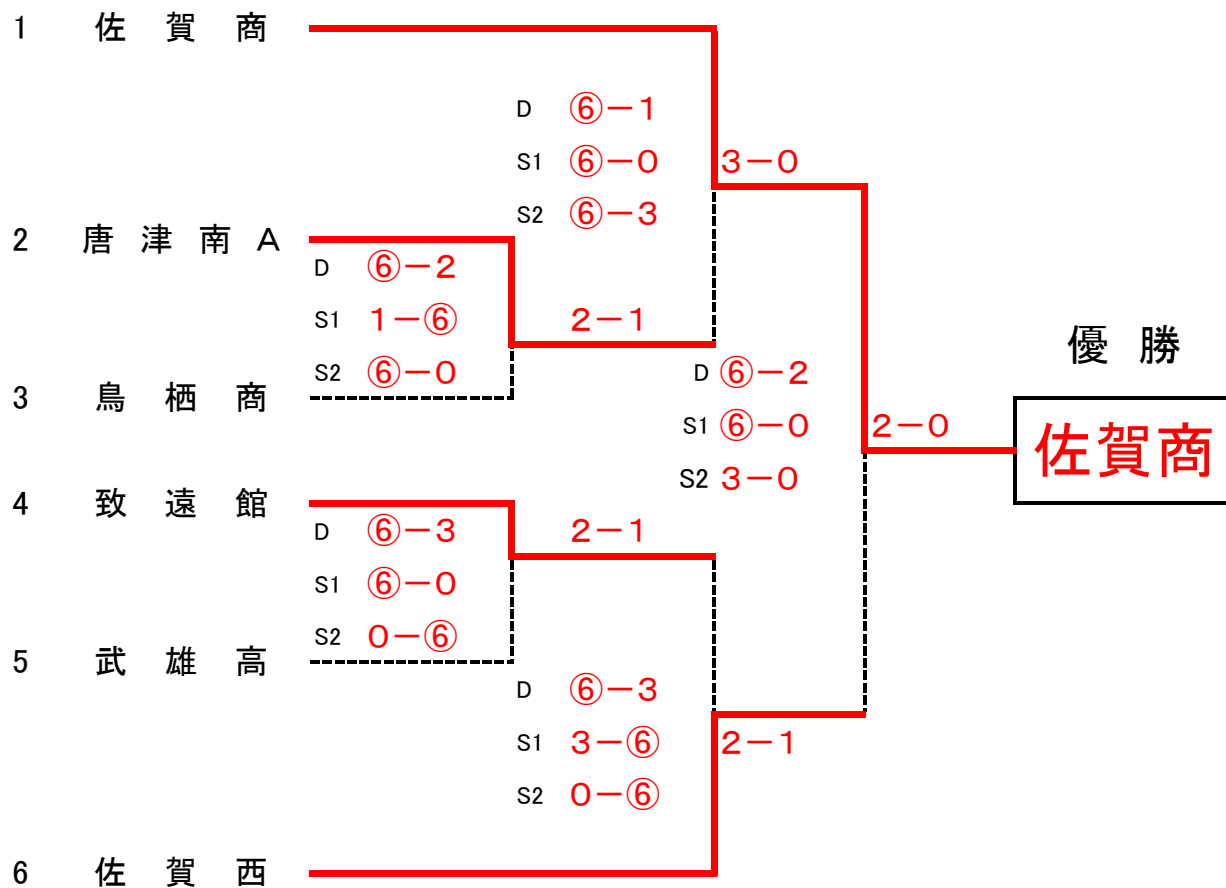 1 佐賀商
D ⑥－1
S1 ⑥－0
3－0
S2 ⑥－3
2 唐津南A
D ⑥－2
S1 1－⑥
2－1
S2 ⑥－0
3 鳥栖商
D ⑥－2
S1 ⑥－0
S2 3－0
2－0
優勝
佐賀商
4 致遠館
D ⑥－3
2－1
S1 ⑥－0
S2 0－⑥
5 武雄高
D ⑥－3
S1 3－⑥
2－1
S2 0－⑥
6 佐賀西